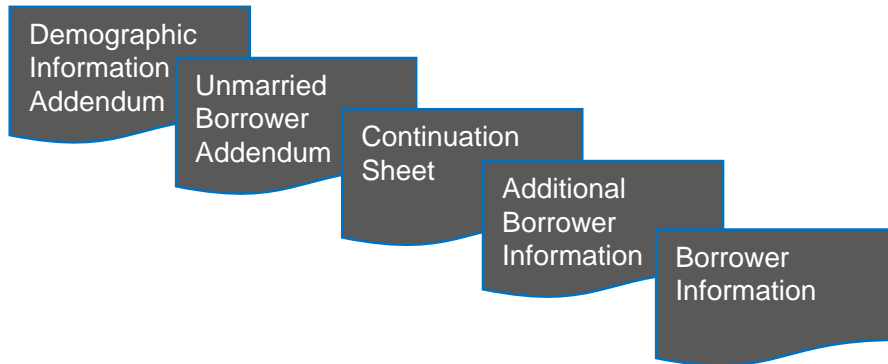 Demographic
Information
Addendum
Unmarried
Borrower
Addendum
Continuation
Sheet
Additional
Borrower
Information
Borrower
Information